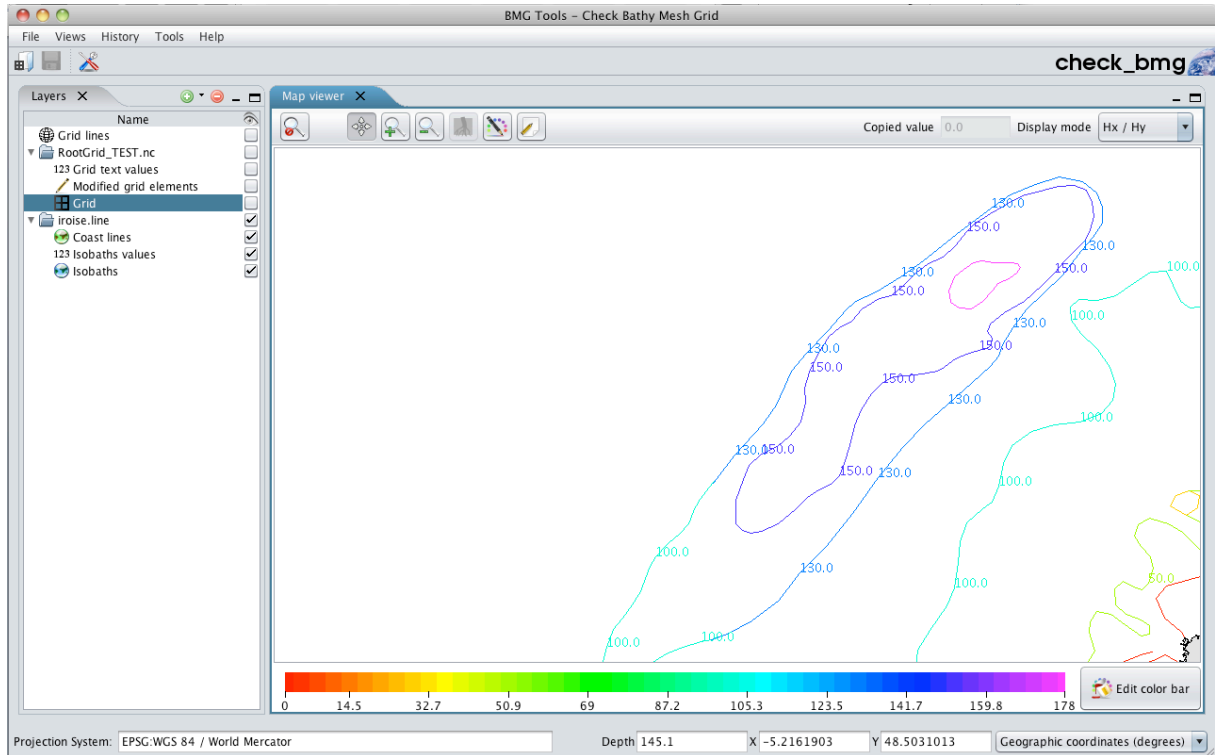 BMG Tools – Check Bathy Mesh Grid
File Views History Tools Help
check_bmg
Layers X
Name
Grid lines
RootGrid_TEST.nc
123 Grid text values
Modified grid elements
Grid
iroise.line
Coast lines
123 Isobaths values
Isobaths
Map viewer X
Copied value 0.0 Display mode Hx / Hy
130.0
150.0
130.0
100.0
150.0
130.0
150.0
100.0
130.0
130.0
150.0
150.0
150.0
130.0
130.0
150.0
150.0
130.0
100.0
100.0
50.0
130.0
100.0
100.0
100.0
0 14.5 32.7 50.9 69 87.2 105.3 123.5 141.7 159.8 178
Edit color bar
Projection System: EPSG:WGS 84 / World Mercator Depth 145.1 X -5.2161903 Y 48.5031013 Geographic coordinates (degrees)